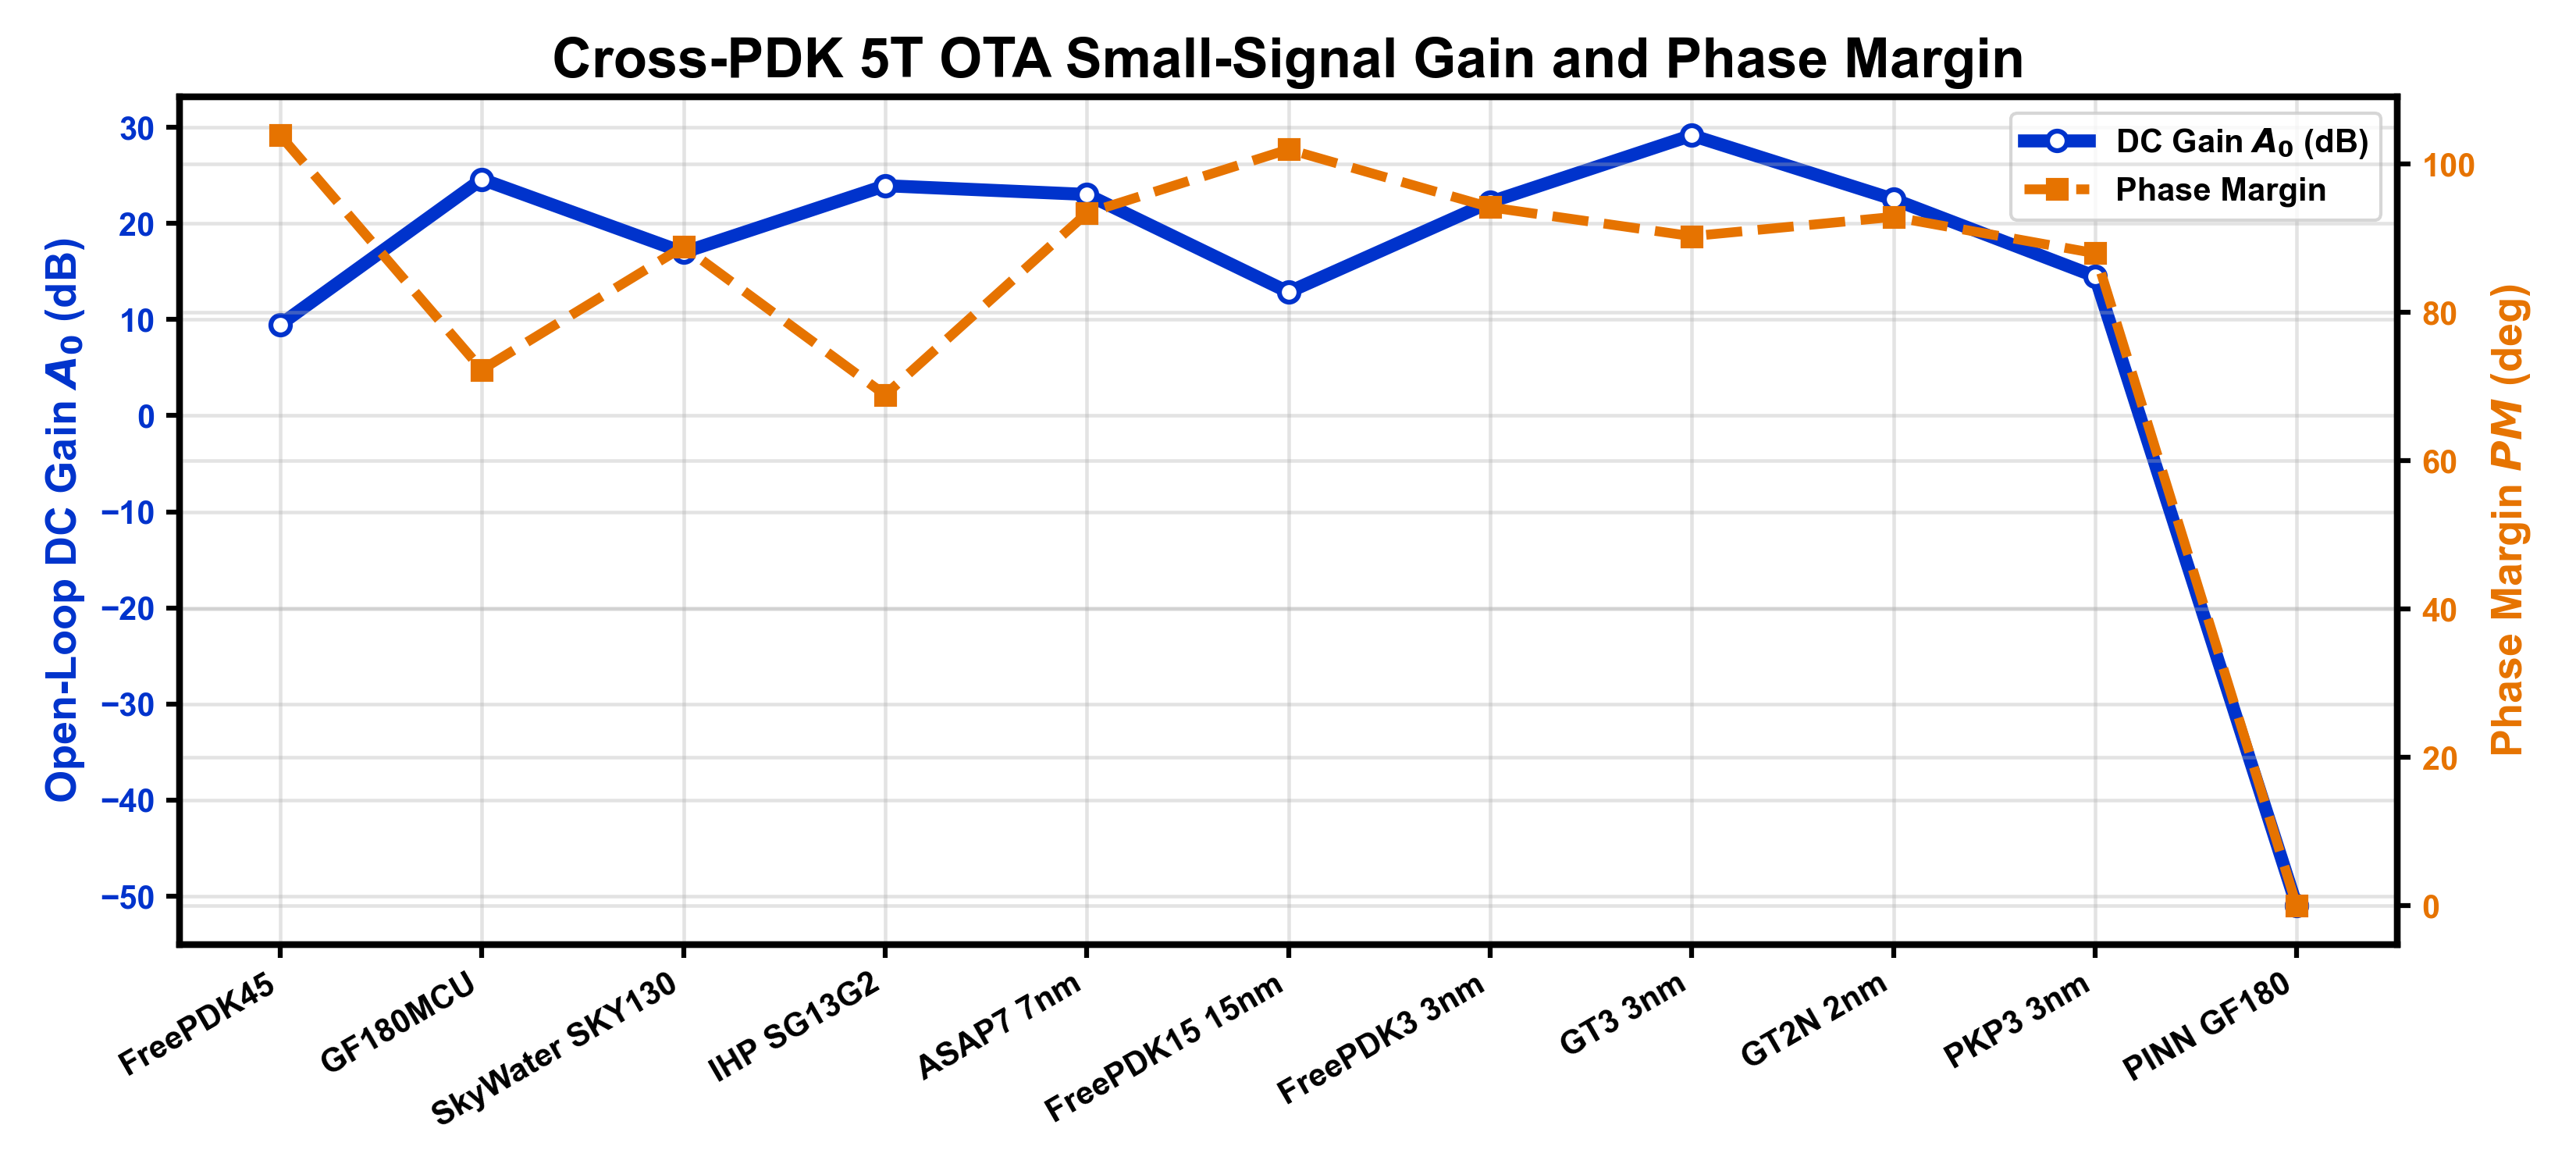 Cross-PDK 5T OTA Small-Signal Gain and Phase Margin
Open-Loop DC Gain A0 (dB)
30
20
10
0
−10
−20
−30
−40
−50
DC Gain A0 (dB)
Phase Margin
100
80
60
40
20
0
Phase Margin PM (deg)
FreePDK45
GF180MCU
SkyWater SKY130
IHP SG13G2
ASAP7 7nm
FreePDK15 15nm
FreePDK3 3nm
GT3 3nm
GT2N 2nm
PKP3 3nm
PINN GF180